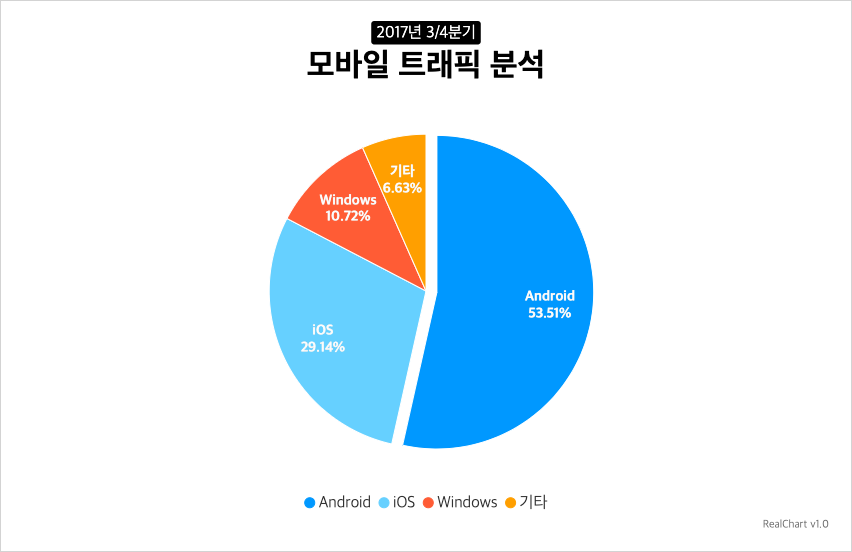 2017년 3/4분기
모바일 트래픽 분석
기타
6.63%
Windows
10.72%
Android
53.51%
iOS
29.14%
Android iOS Windows 기타
RealChart v1.0